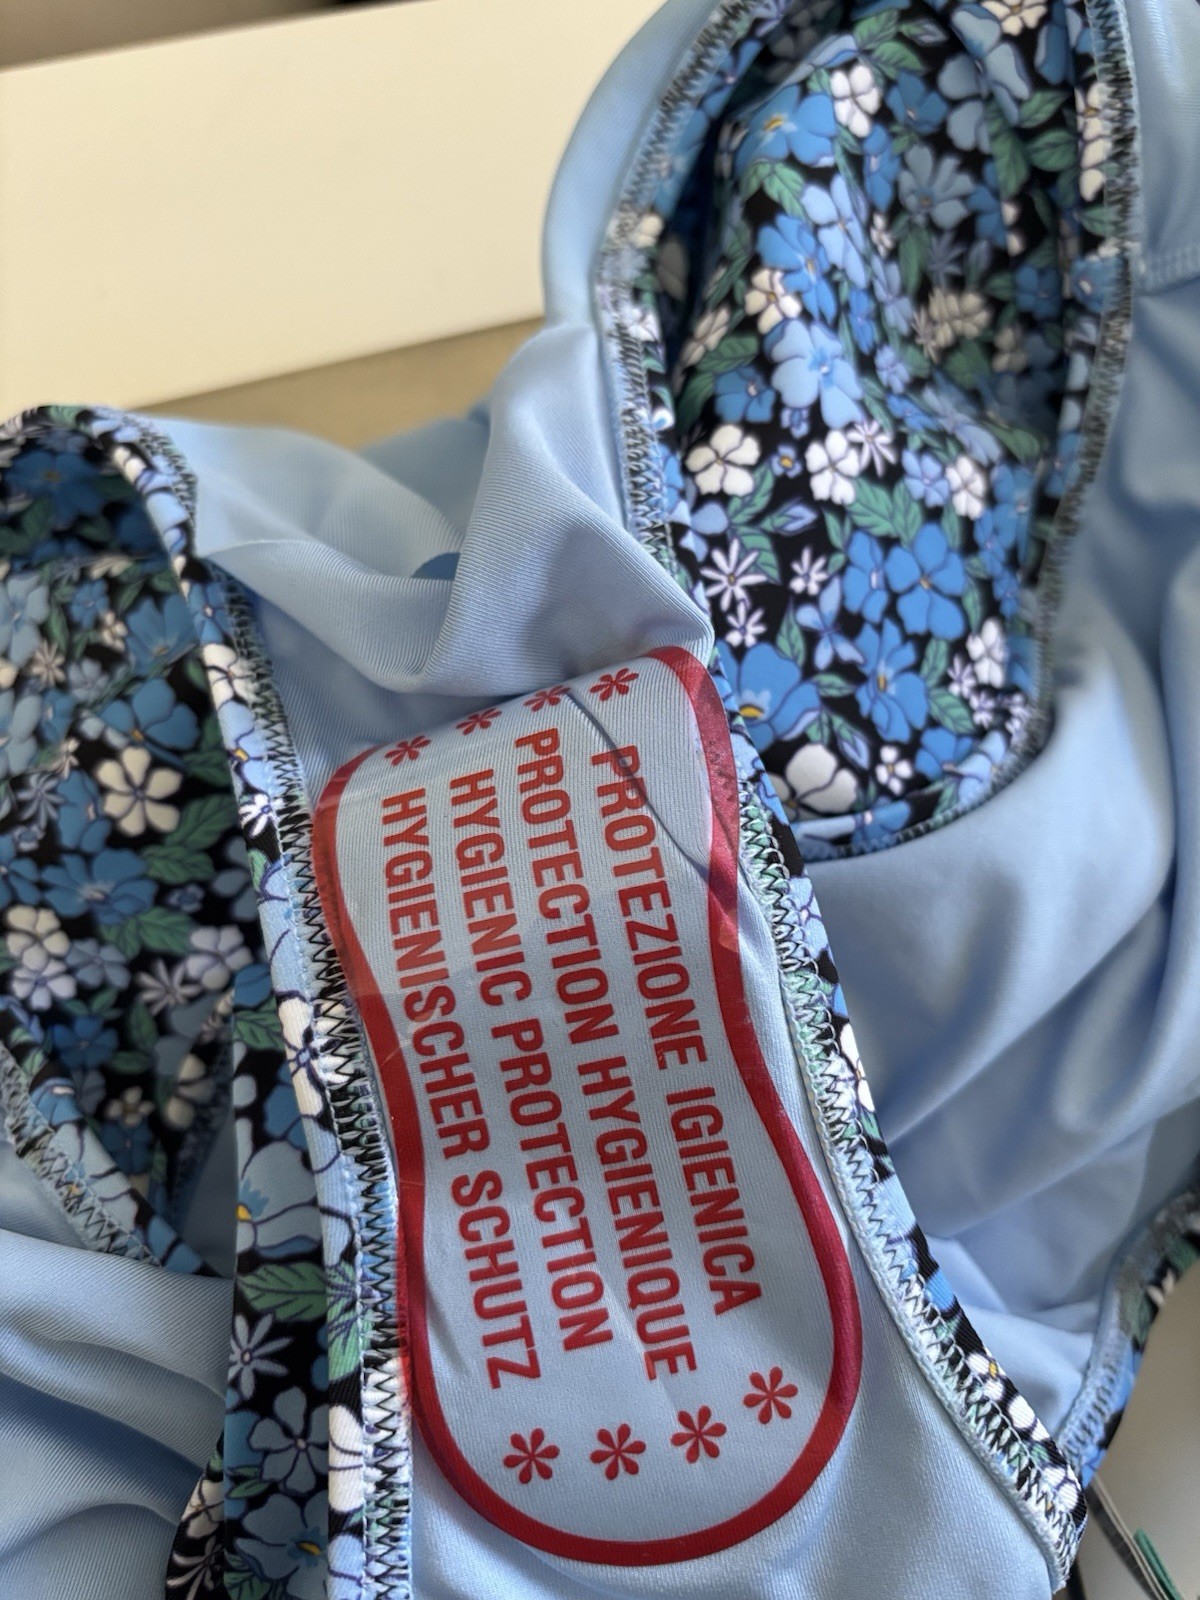 * * * *
PROTEZIONE IGIENICA
PROTECTION HYGIENIQUE
HYGIENIC PROTECTION
HYGIENISCHER SCHUTZ
* * * *